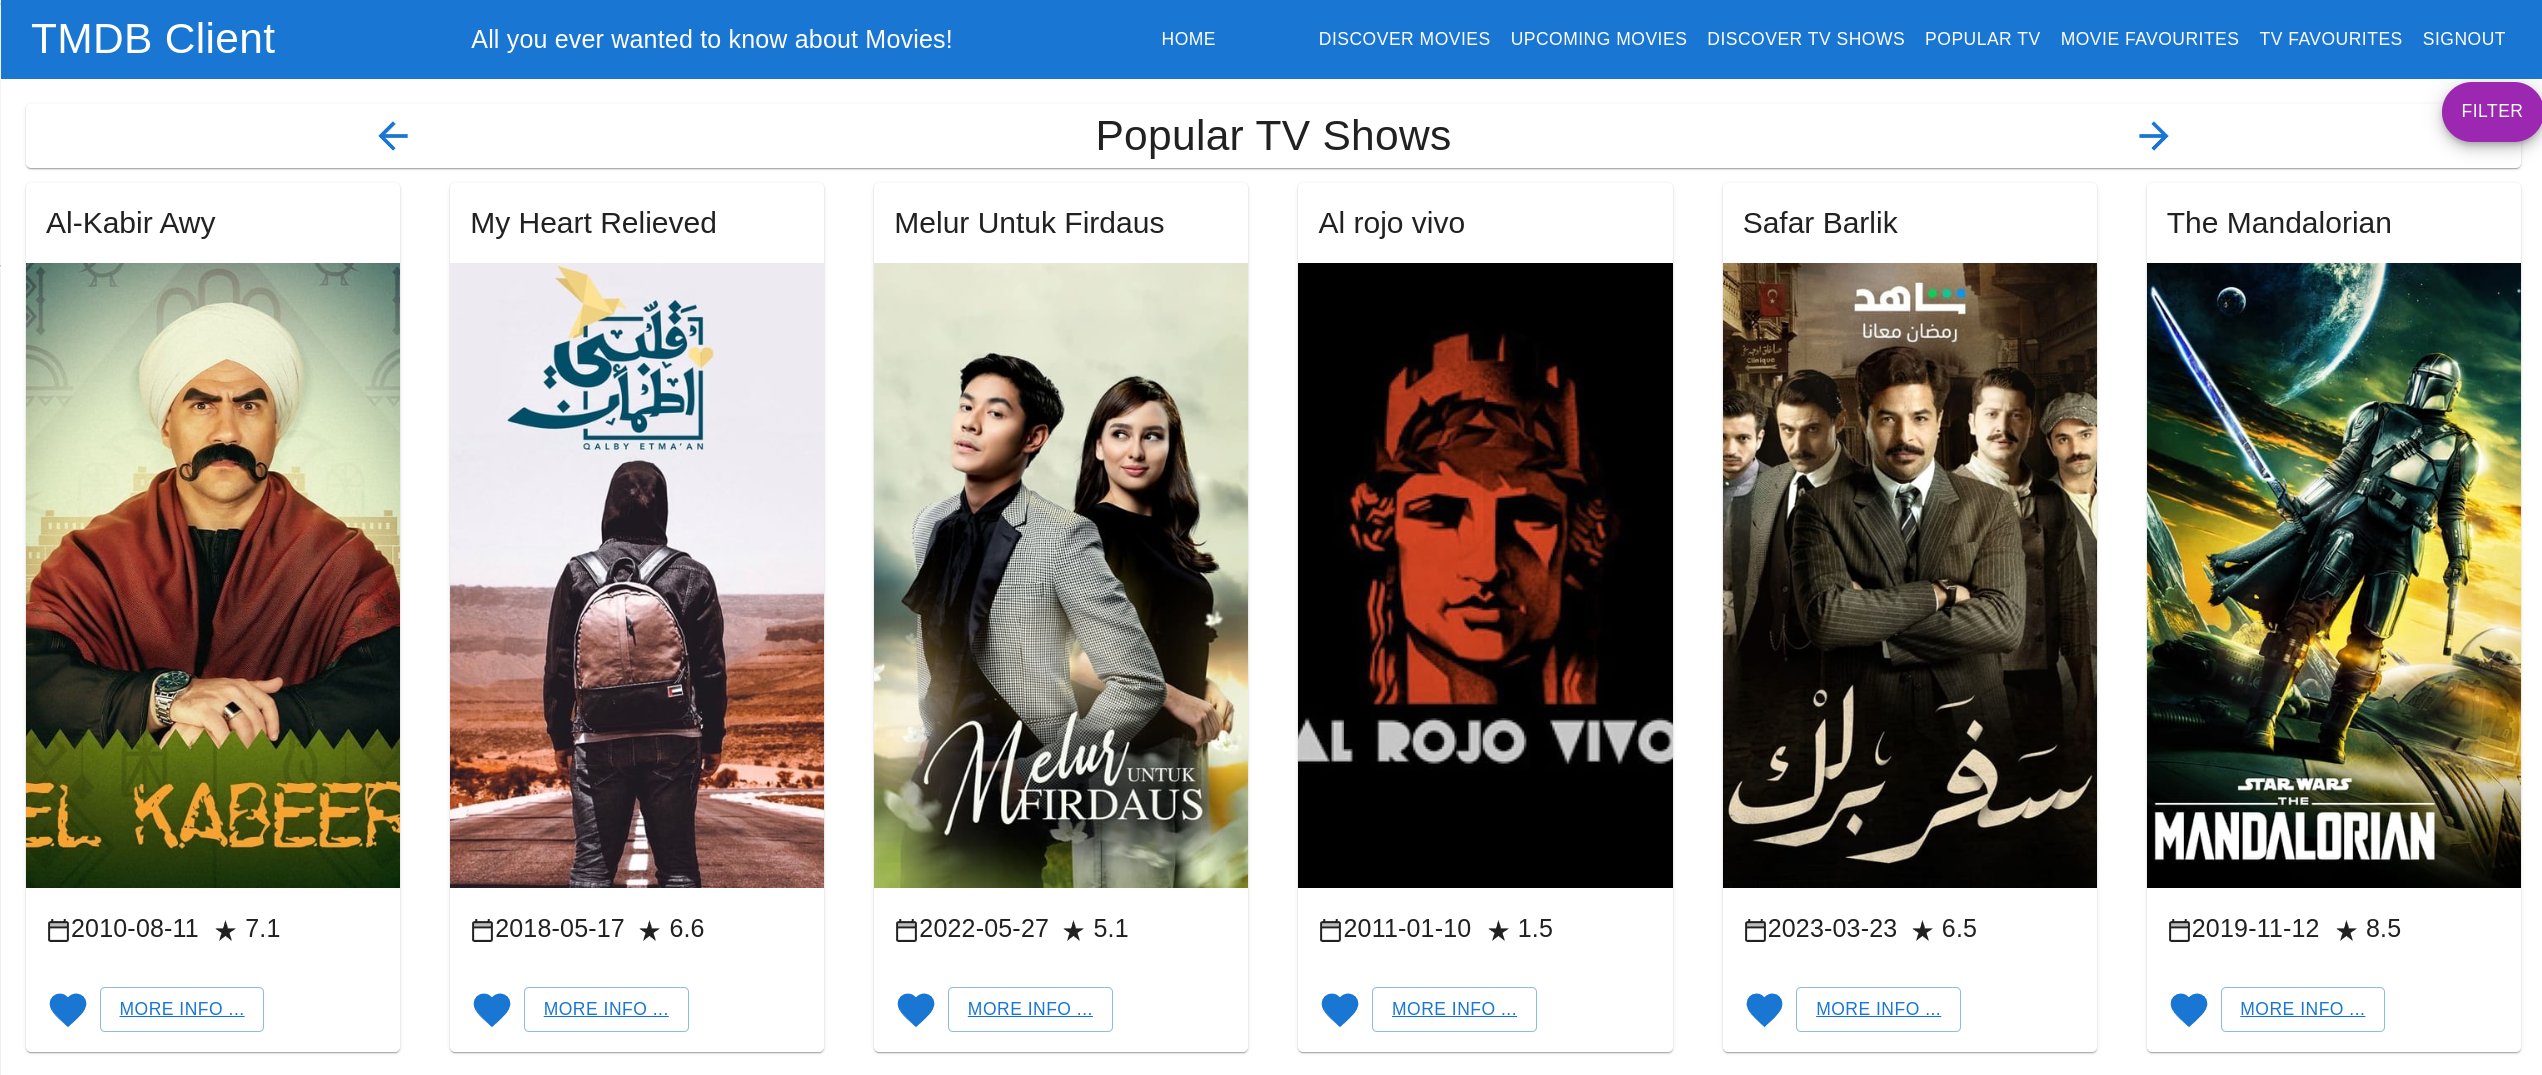 TMDB Client
All you ever wanted to know about Movies!
HOME
DISCOVER MOVIES
UPCOMING MOVIES
DISCOVER TV SHOWS
POPULAR TV
MOVIE FAVOURITES
TV FAVOURITES
SIGNOUT
FILTER
Popular TV Shows
Al-Kabir Awy
EL KABEER
2010-08-11 ★ 7.1
MORE INFO ...
My Heart Relieved
قلبي
اطمأن
QALBY ETMA'AN
2018-05-17 ★ 6.6
MORE INFO ...
Melur Untuk Firdaus
Melur UNTUK
FIRDAUS
2022-05-27 ★ 5.1
MORE INFO ...
Al rojo vivo
AL ROJO VIVO
2011-01-10 ★ 1.5
MORE INFO ...
Safar Barlik
شاهد
رمضان معانا
Clinique
سفر برلك
2023-03-23 ★ 6.5
MORE INFO ...
The Mandalorian
STAR WARS
THE
MANDALORIAN
2019-11-12 ★ 8.5
MORE INFO ...